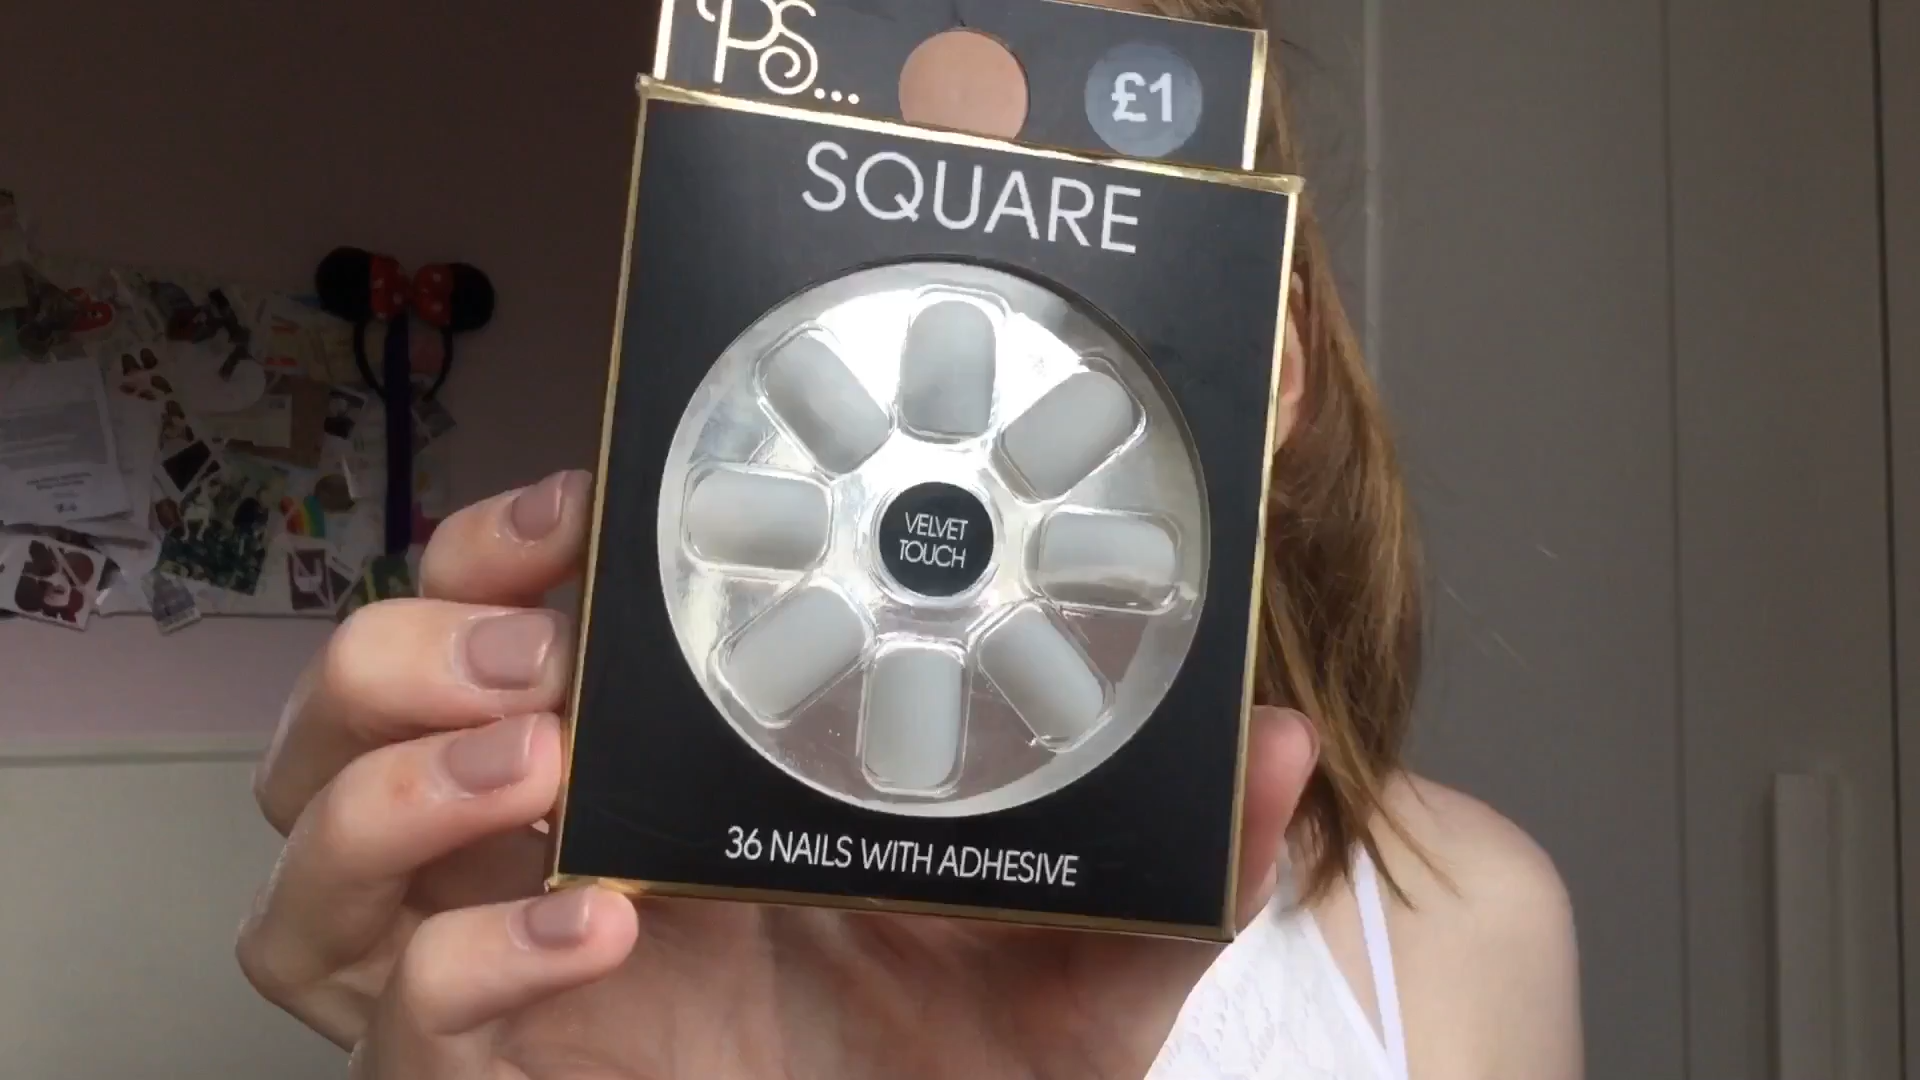 PS...
£1
SQUARE
VELVET
TOUCH
36 NAILS WITH ADHESIVE